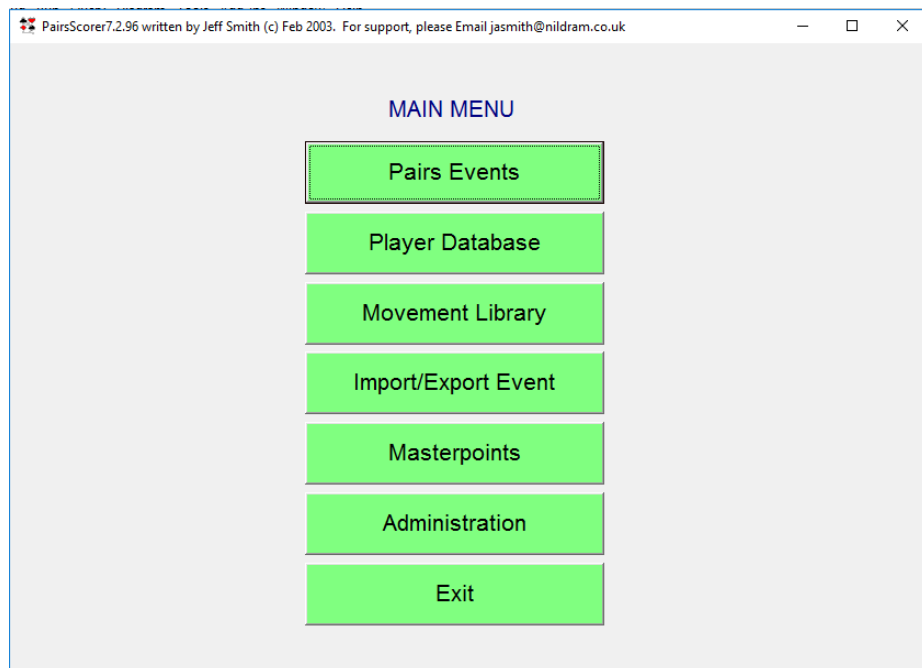 PairsScorer7.2.96 written by Jeff Smith (c) Feb 2003. For support, please Email jasmith@nildram.co.uk
MAIN MENU
Pairs Events
Player Database
Movement Library
Import/Export Event
Masterpoints
Administration
Exit